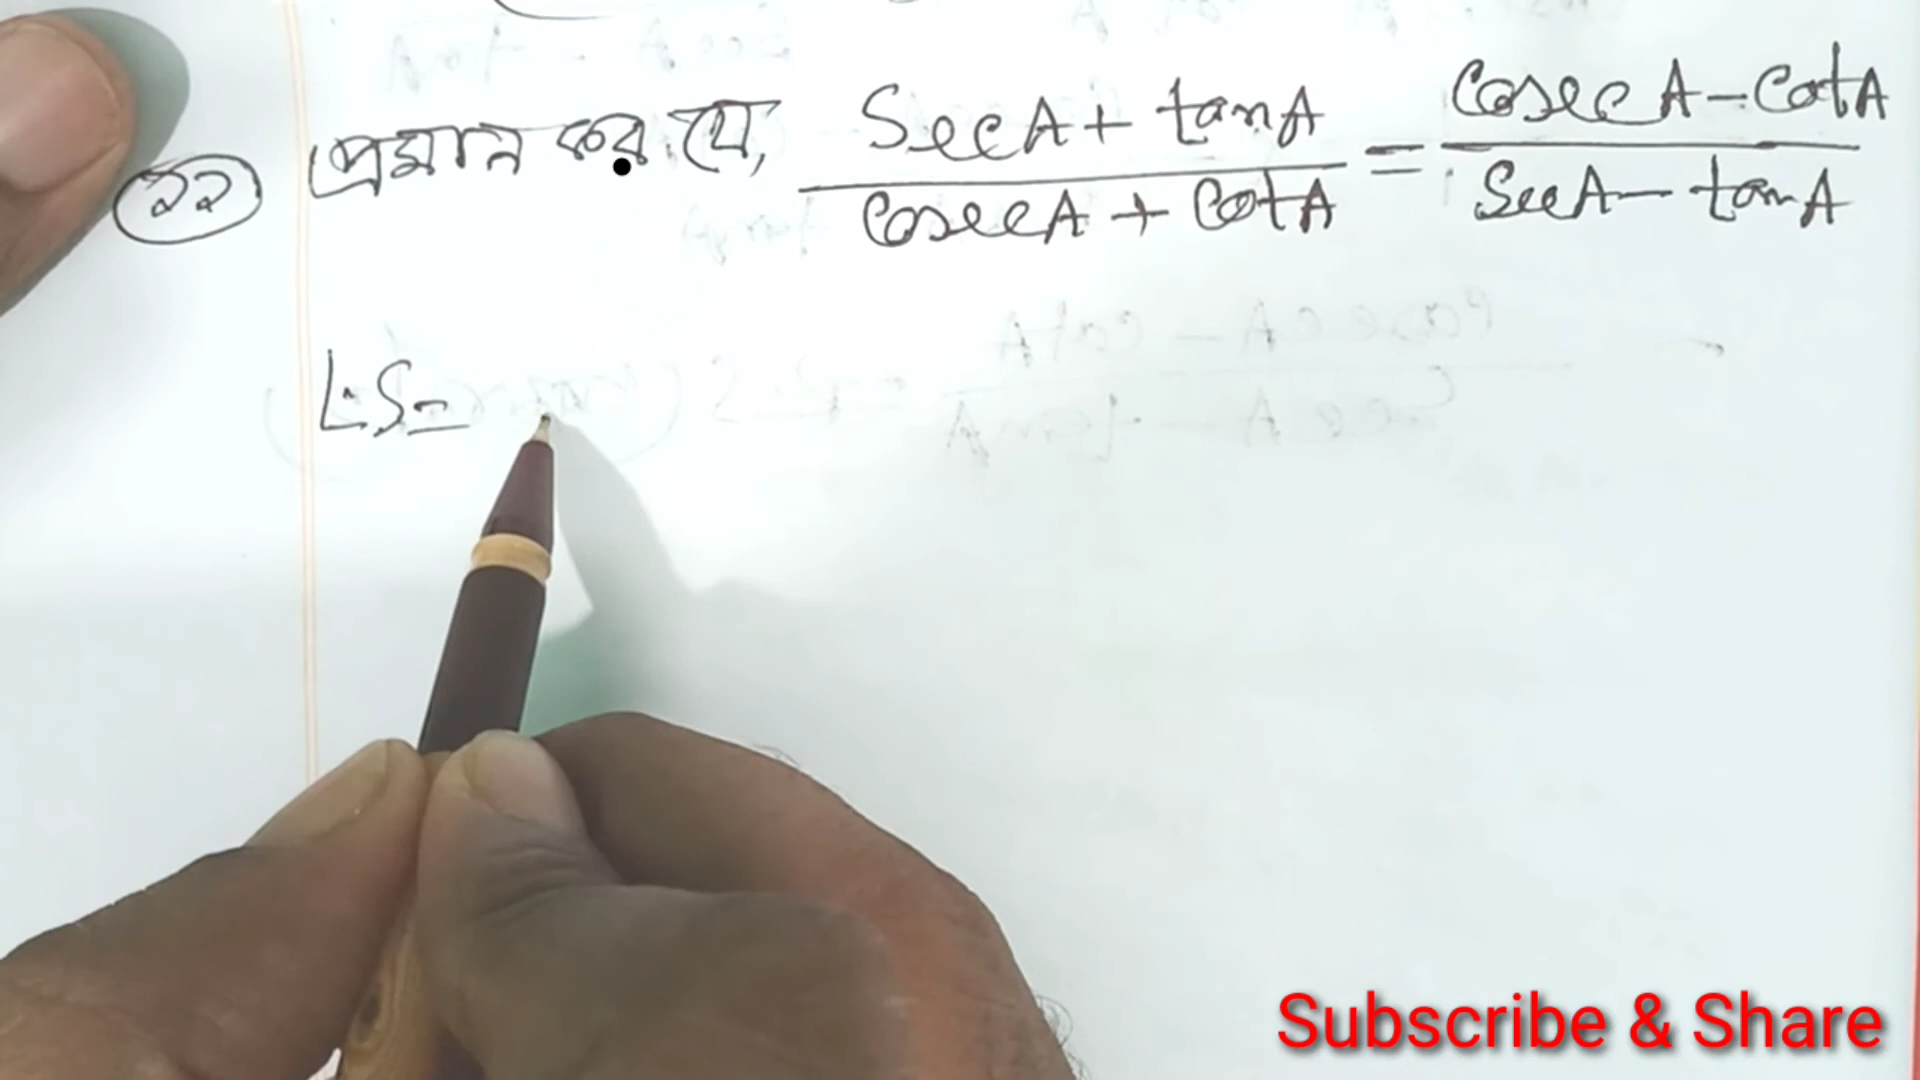 ২২ প্রমান কর যে, SecA + tanA / CosecA + CotA = CosecA - CotA / SecA - tanA
L.S =
Subscribe & Share